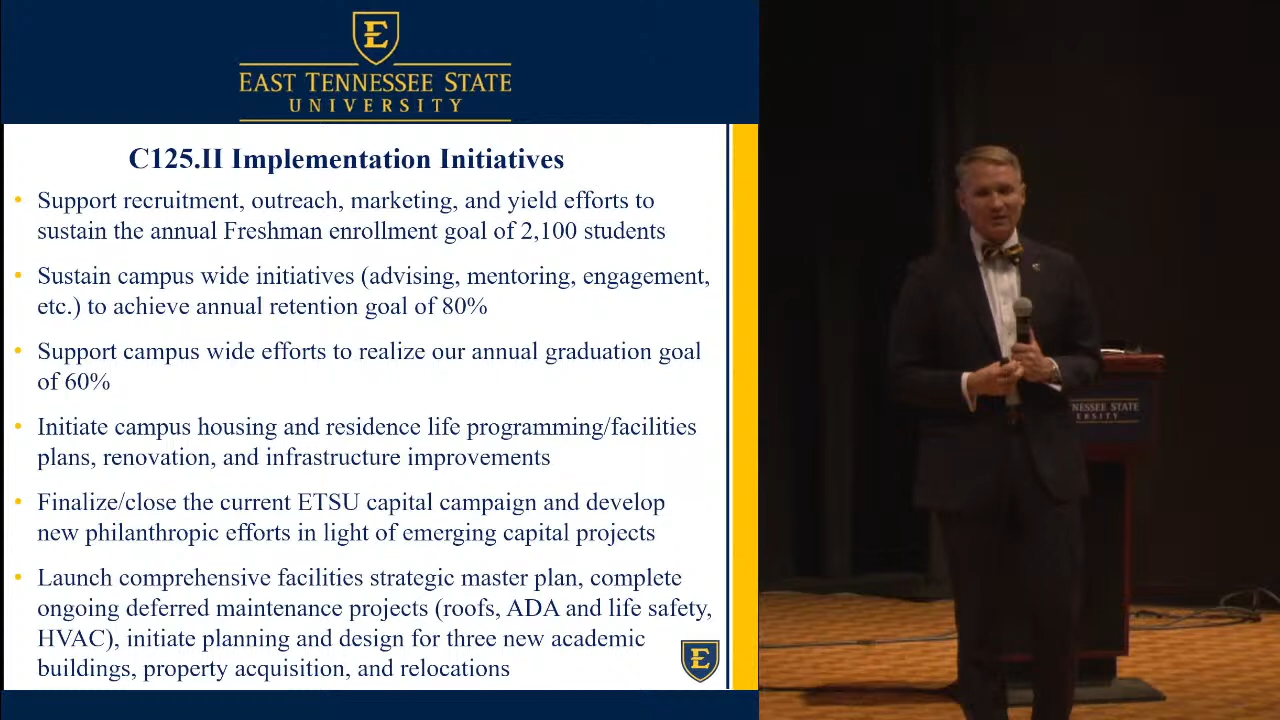 E
EAST TENNESSEE STATE
UNIVERSITY
C125.II Implementation Initiatives
• Support recruitment, outreach, marketing, and yield efforts to
sustain the annual Freshman enrollment goal of 2,100 students
• Sustain campus wide initiatives (advising, mentoring, engagement,
etc.) to achieve annual retention goal of 80%
• Support campus wide efforts to realize our annual graduation goal
of 60%
• Initiate campus housing and residence life programming/facilities
plans, renovation, and infrastructure improvements
• Finalize/close the current ETSU capital campaign and develop
new philanthropic efforts in light of emerging capital projects
• Launch comprehensive facilities strategic master plan, complete
ongoing deferred maintenance projects (roofs, ADA and life safety,
HVAC), initiate planning and design for three new academic
buildings, property acquisition, and relocations
E
NNESSEE STATE
ERSITY